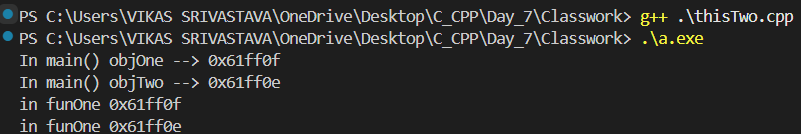 PS C:\Users\VIKAS SRIVASTAVA\OneDrive\Desktop\C_CPP\Day_7\Classwork> g++ .\thisTwo.cpp
PS C:\Users\VIKAS SRIVASTAVA\OneDrive\Desktop\C_CPP\Day_7\Classwork> .\a.exe
In main() objOne --> 0x61ff0f
In main() objTwo --> 0x61ff0e
in funOne 0x61ff0f
in funOne 0x61ff0e